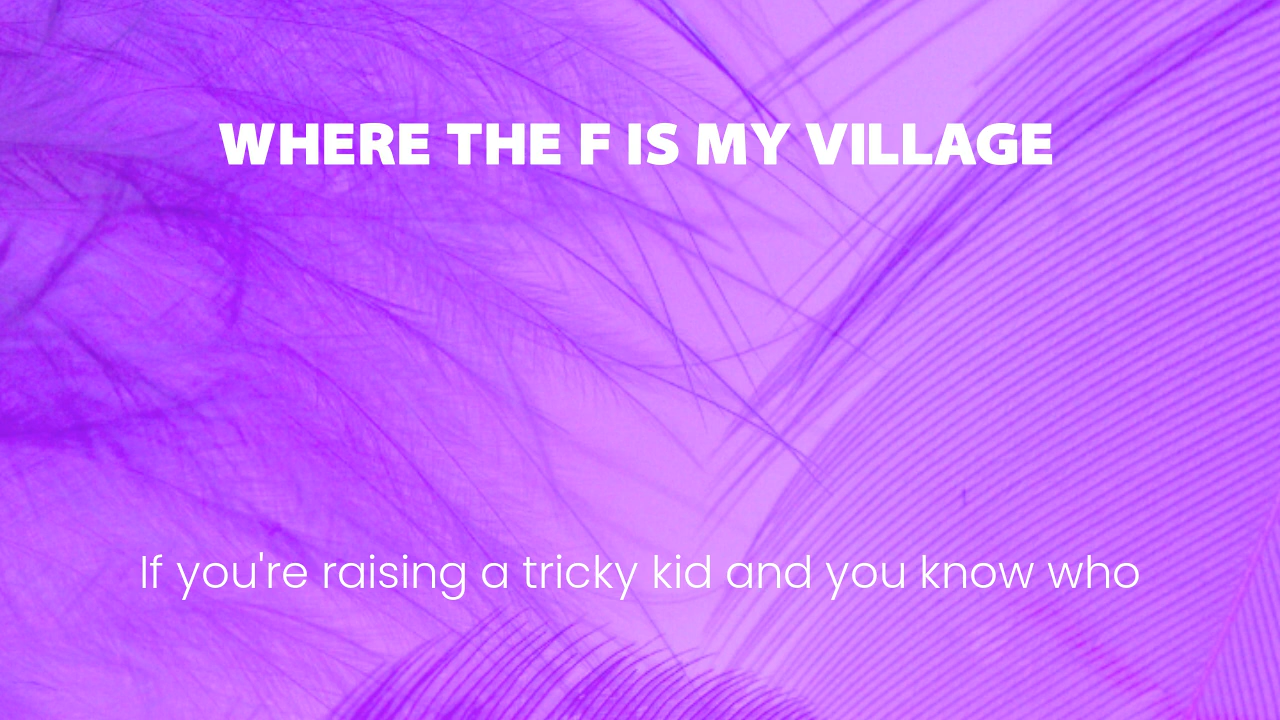 WHERE THE F IS MY VILLAGE
If you're raising a tricky kid and you know who